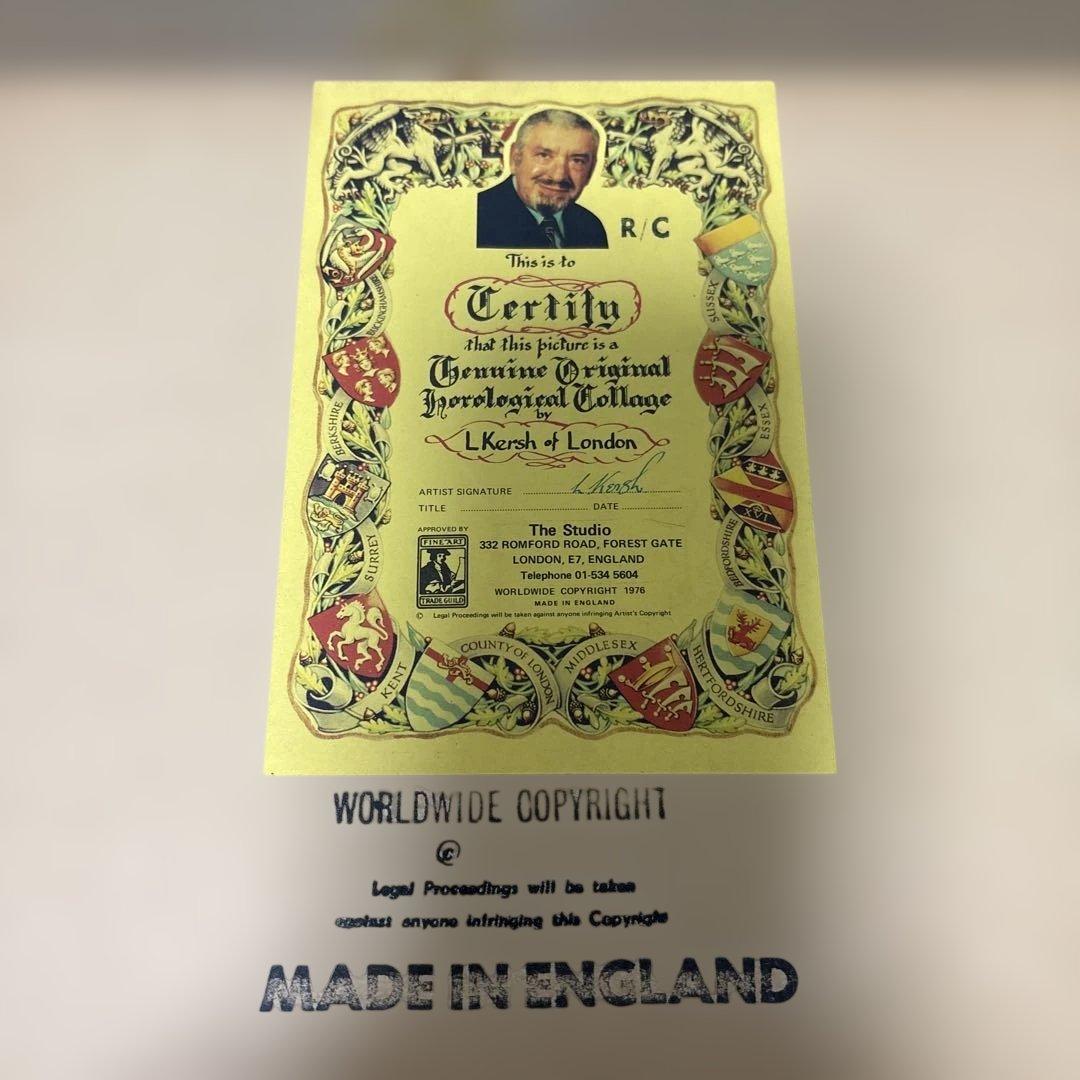 R/C
This is to
Certify
that this picture is a
Genuine Original
Horological Collage
by
L Kersh of London
ARTIST SIGNATURE L Kersh
TITLE DATE
APPROVED BY
FINE ART
TRADE GUILD
The Studio
332 ROMFORD ROAD, FOREST GATE
LONDON, E7, ENGLAND
Telephone 01-534 5604
WORLDWIDE COPYRIGHT 1976
MADE IN ENGLAND
© Legal Proceedings will be taken against anyone infringing Artist's Copyright
BUCKINGHAMSHIRE
BERKSHIRE
SURREY
KENT
COUNTY OF LONDON
MIDDLESEX
HERTFORDSHIRE
BEDFORDSHIRE
XVI
ESSEX
SUSSEX
WORLDWIDE COPYRIGHT
©
Legal Proceedings will be taken
against anyone infringing this Copyright
MADE IN ENGLAND